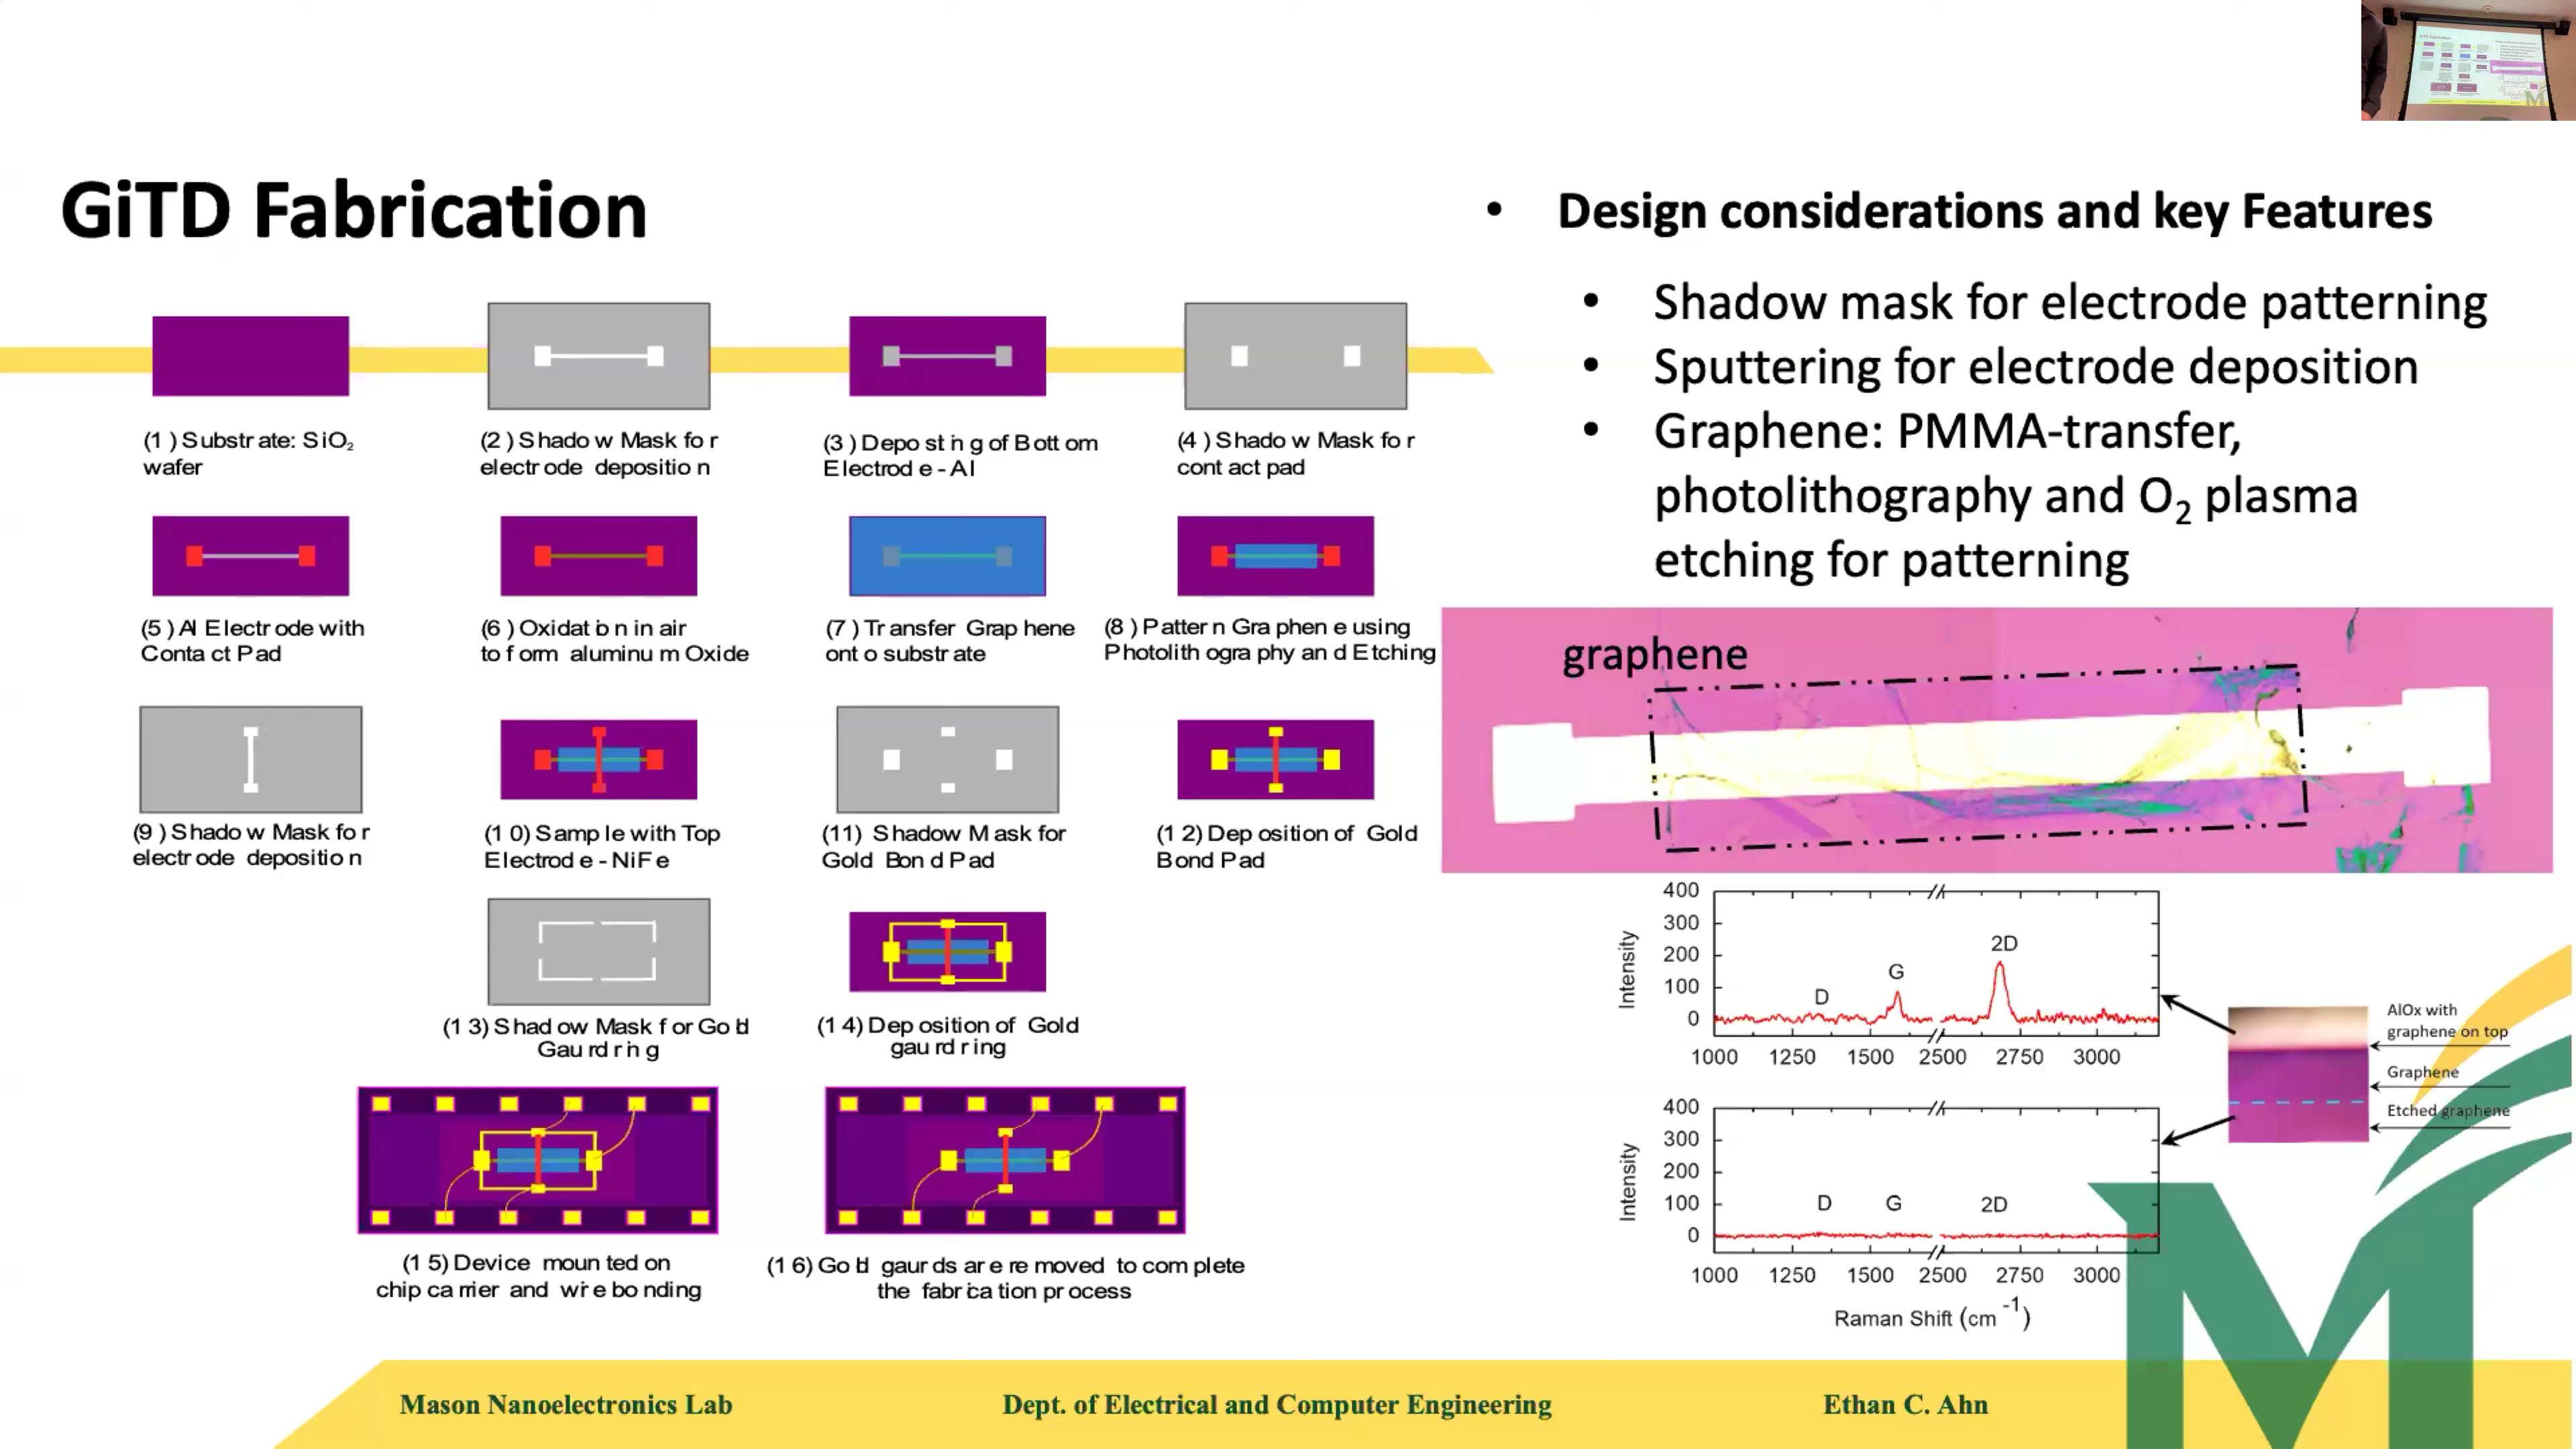 GiTD Fabrication
(1) Substrate: SiO₂
wafer
(2) Shadow Mask for
electrode deposition
(3) Deposting of Bottom
Electrode - Al
(4) Shadow Mask for
contact pad
(5) Al Electrode with
Contact Pad
(6) Oxidation in air
to form aluminum Oxide
(7) Transfer Graphene
onto substrate
(8) Pattern Graphene using
Photolithography and Etching
(9) Shadow Mask for
electrode deposition
(10) Sample with Top
Electrode - NiFe
(11) Shadow Mask for
Gold Bond Pad
(12) Deposition of Gold
Bond Pad
(13) Shadow Mask for Gold
Gaurd ring
(14) Deposition of Gold
gaurd ring
(15) Device mounted on
chip carrier and wire bonding
(16) Gold gaurds are removed to complete
the fabrication process
• Design considerations and key Features
• Shadow mask for electrode patterning
• Sputtering for electrode deposition
• Graphene: PMMA-transfer,
photolithography and O₂ plasma
etching for patterning
graphene
400
300
200
100
0
Intensity
D
G
2D
1000 1250 1500 2500 2750 3000
400
300
200
100
0
Intensity
D
G
2D
1000 1250 1500 2500 2750 3000
Raman Shift (cm⁻¹)
AlOx with
graphene on top
Graphene
Etched graphene
Mason Nanoelectronics Lab
Dept. of Electrical and Computer Engineering
Ethan C. Ahn